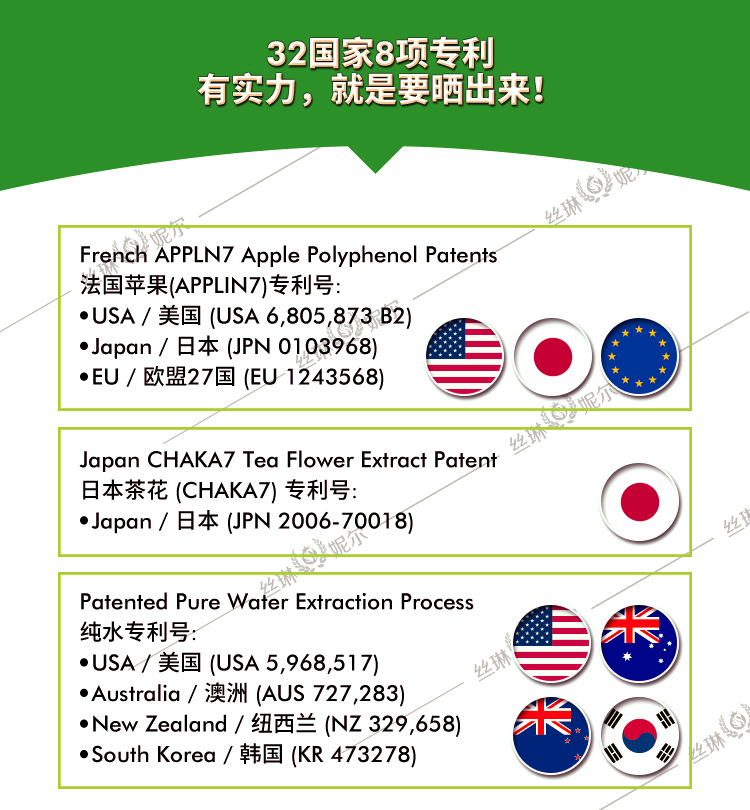 32国家8项专利
有实力，就是要晒出来！
French APPLN7 Apple Polyphenol Patents
法国苹果(APPLIN7)专利号:
•USA / 美国 (USA 6,805,873 B2)
•Japan / 日本 (JPN 0103968)
•EU / 欧盟27国 (EU 1243568)
Japan CHAKA7 Tea Flower Extract Patent
日本茶花 (CHAKA7) 专利号:
•Japan / 日本 (JPN 2006-70018)
Patented Pure Water Extraction Process
纯水专利号:
•USA / 美国 (USA 5,968,517)
•Australia / 澳洲 (AUS 727,283)
•New Zealand / 纽西兰 (NZ 329,658)
•South Korea / 韩国 (KR 473278)
丝琳 妮尔
丝琳 妮尔
丝琳 妮尔
丝琳 妮尔
丝琳 妮尔
丝琳
丝琳
丝琳